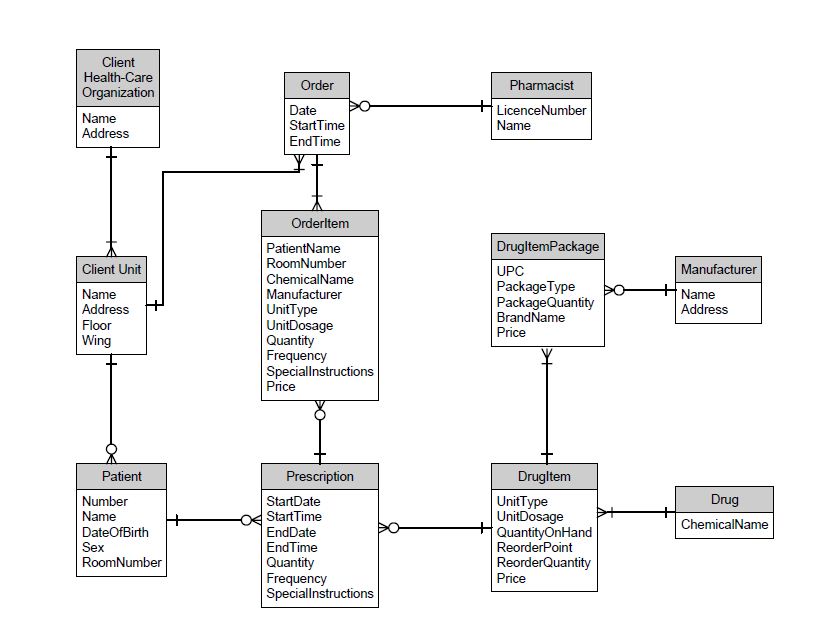 Client
Health-Care
Organization
Name
Address
Order
Date
StartTime
EndTime
Pharmacist
LicenceNumber
Name
OrderItem
PatientName
RoomNumber
ChemicalName
Manufacturer
UnitType
UnitDosage
Quantity
Frequency
SpecialInstructions
Price
DrugItemPackage
UPC
PackageType
PackageQuantity
BrandName
Price
Manufacturer
Name
Address
Client Unit
Name
Address
Floor
Wing
Patient
Number
Name
DateOfBirth
Sex
RoomNumber
Prescription
StartDate
StartTime
EndDate
EndTime
Quantity
Frequency
SpecialInstructions
DrugItem
UnitType
UnitDosage
QuantityOnHand
ReorderPoint
ReorderQuantity
Price
Drug
ChemicalName